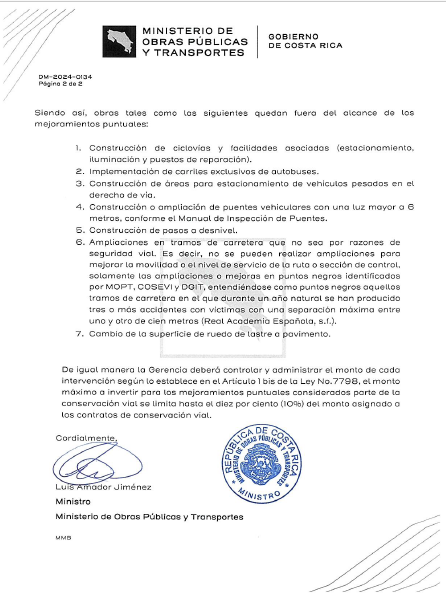 MINISTERIO DE
OBRAS PÚBLICAS
Y TRANSPORTES
GOBIERNO
DE COSTA RICA
DM-2024-0134
Página 2 de 2
Siendo así, obras tales como las siguientes quedan fuera del alcance de los
mejoramientos puntuales:
1. Construcción de ciclovías y facilidades asociadas (estacionamiento,
iluminación y puestos de reparación).
2. Implementación de carriles exclusivos de autobuses.
3. Construcción de áreas para estacionamiento de vehículos pesados en el
derecho de vía.
4. Construcción o ampliación de puentes vehiculares con una luz mayor a 6
metros, conforme el Manual de Inspección de Puentes.
5. Construcción de pasos a desnivel.
6. Ampliaciones en tramos de carretera que no sea por razones de
seguridad vial. Es decir, no se pueden realizar ampliaciones para
mejorar la movilidad o el nivel de servicio de la ruta o sección de control,
solamente las ampliaciones o mejoras en puntos negros identificados
por MOPT, COSEVI y DGIT, entendiéndose como puntos negros aquellos
tramos de carretera en el que durante un año natural se han producido
tres o más accidentes con víctimas con una separación máxima entre
uno y otro de cien metros (Real Academia Española, s.f.).
7. Cambio de la superficie de ruedo de lastre a pavimento.
De igual manera la Gerencia deberá controlar y administrar el monto de cada
intervención según lo establece en el Artículo 1 bis de la Ley No.7798, el monto
máximo a invertir para los mejoramientos puntuales considerados parte de la
conservación vial se limita hasta el diez por ciento (10%) del monto asignado a
los contratos de conservación vial.
Cordialmente,
Luis Amador Jiménez
Ministro
Ministerio de Obras Públicas y Transportes
MMB
REPÚBLICA DE COSTA RICA
MINISTERIO DE OBRAS PÚBLICAS Y TRANSPORTES
MINISTRO